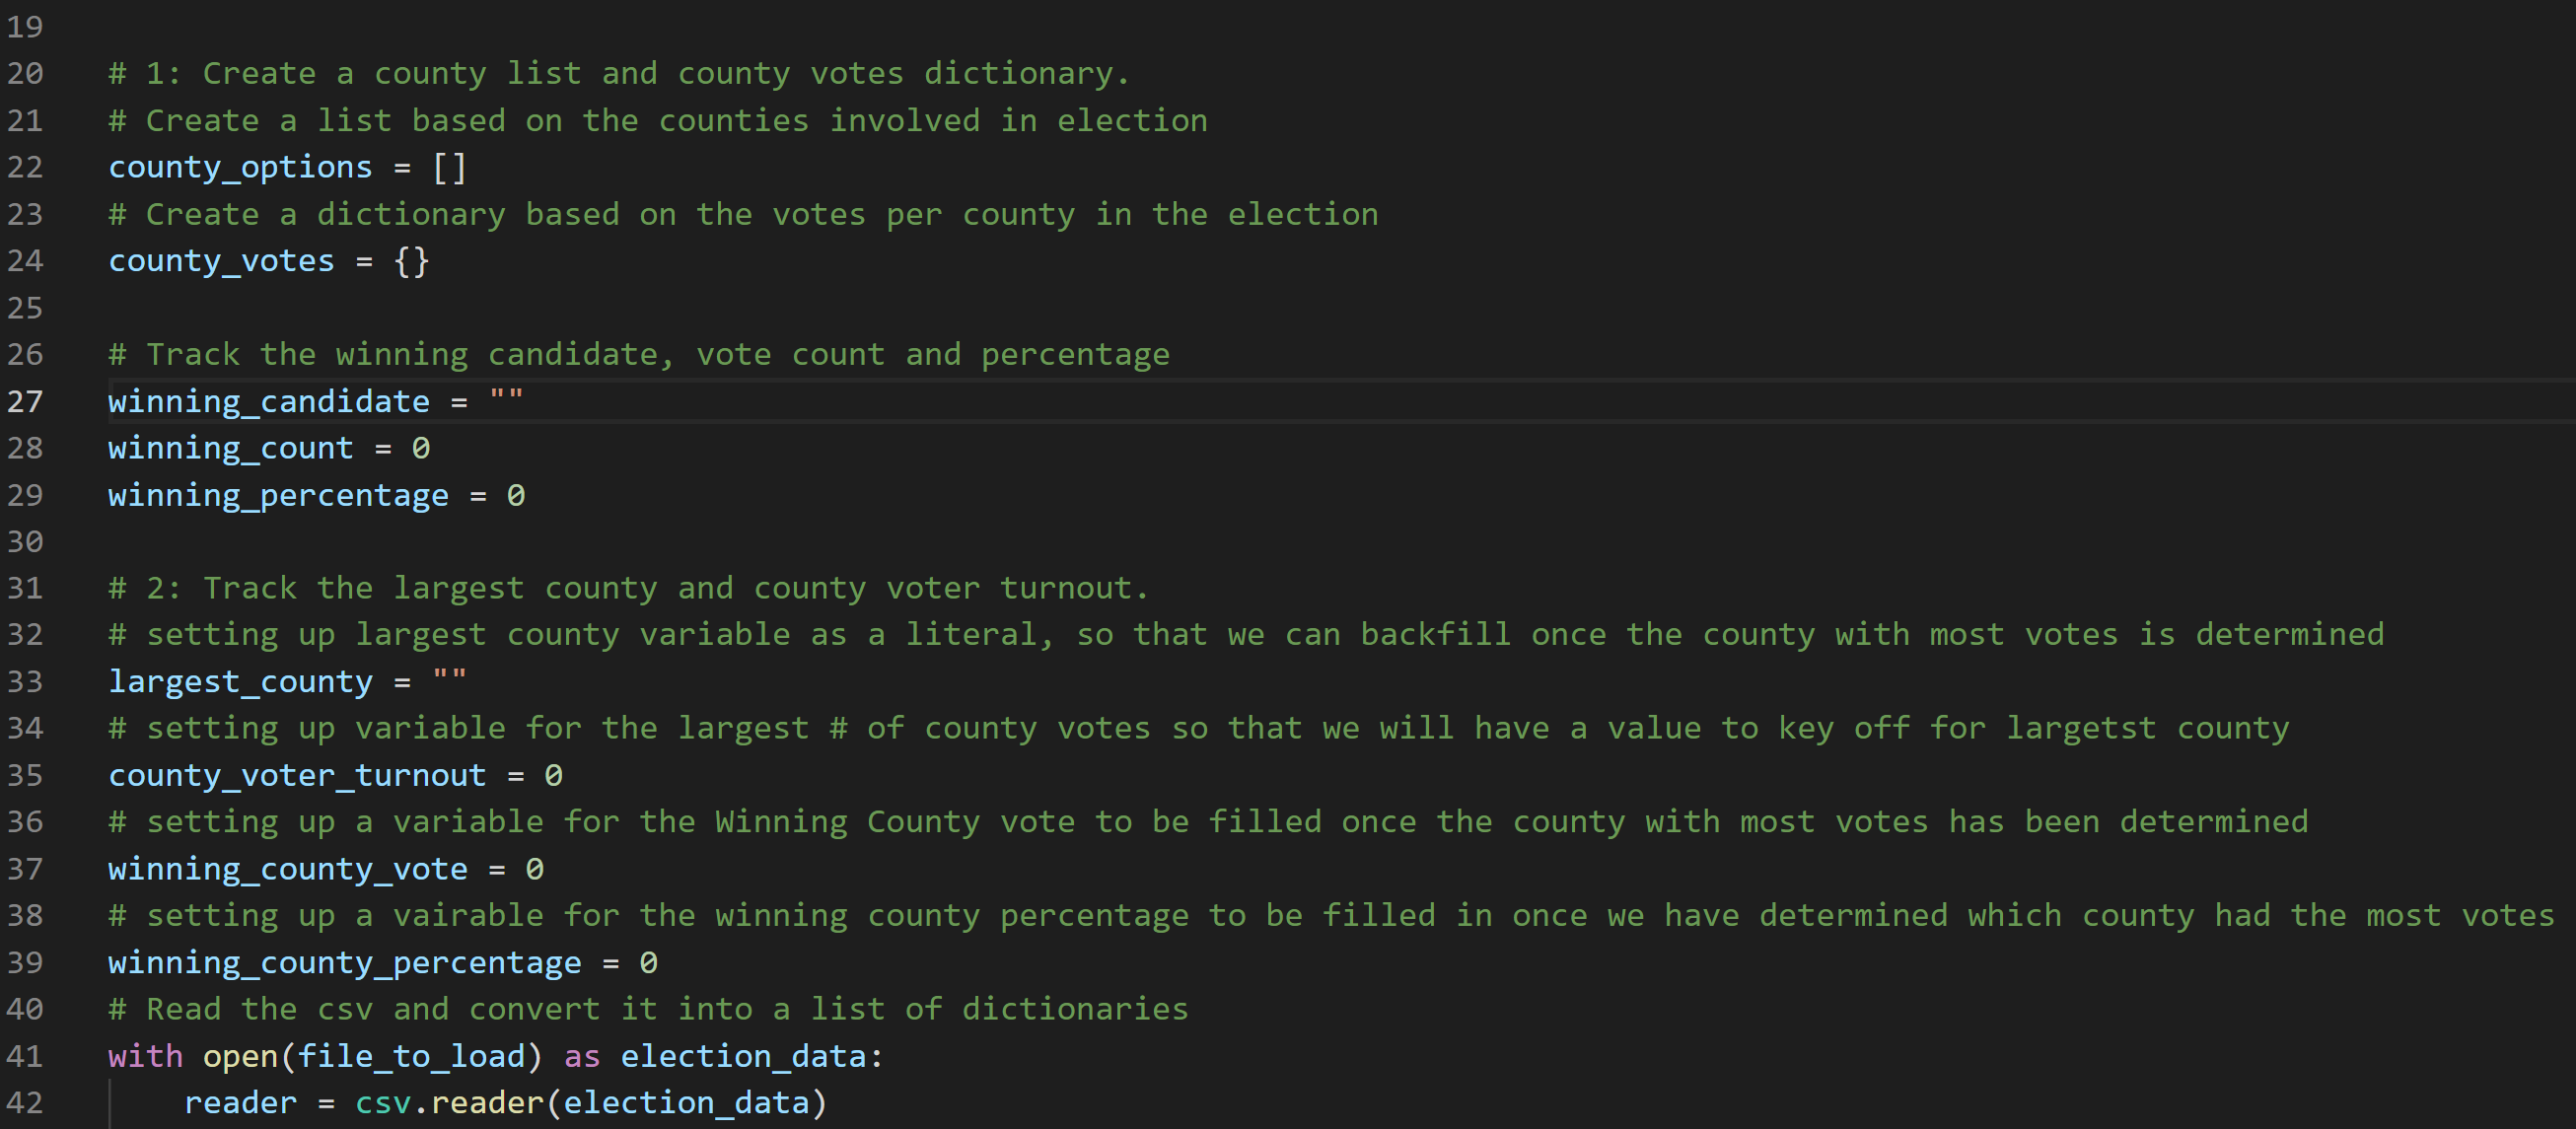 19
20 # 1: Create a county list and county votes dictionary.
21 # Create a list based on the counties involved in election
22 county_options = []
23 # Create a dictionary based on the votes per county in the election
24 county_votes = {}
25
26 # Track the winning candidate, vote count and percentage
27 winning_candidate = ""
28 winning_count = 0
29 winning_percentage = 0
30
31 # 2: Track the largest county and county voter turnout.
32 # setting up largest county variable as a literal, so that we can backfill once the county with most votes is determined
33 largest_county = ""
34 # setting up variable for the largest # of county votes so that we will have a value to key off for largetst county
35 county_voter_turnout = 0
36 # setting up a variable for the Winning County vote to be filled once the county with most votes has been determined
37 winning_county_vote = 0
38 # setting up a vairable for the winning county percentage to be filled in once we have determined which county had the most votes
39 winning_county_percentage = 0
40 # Read the csv and convert it into a list of dictionaries
41 with open(file_to_load) as election_data:
42     reader = csv.reader(election_data)